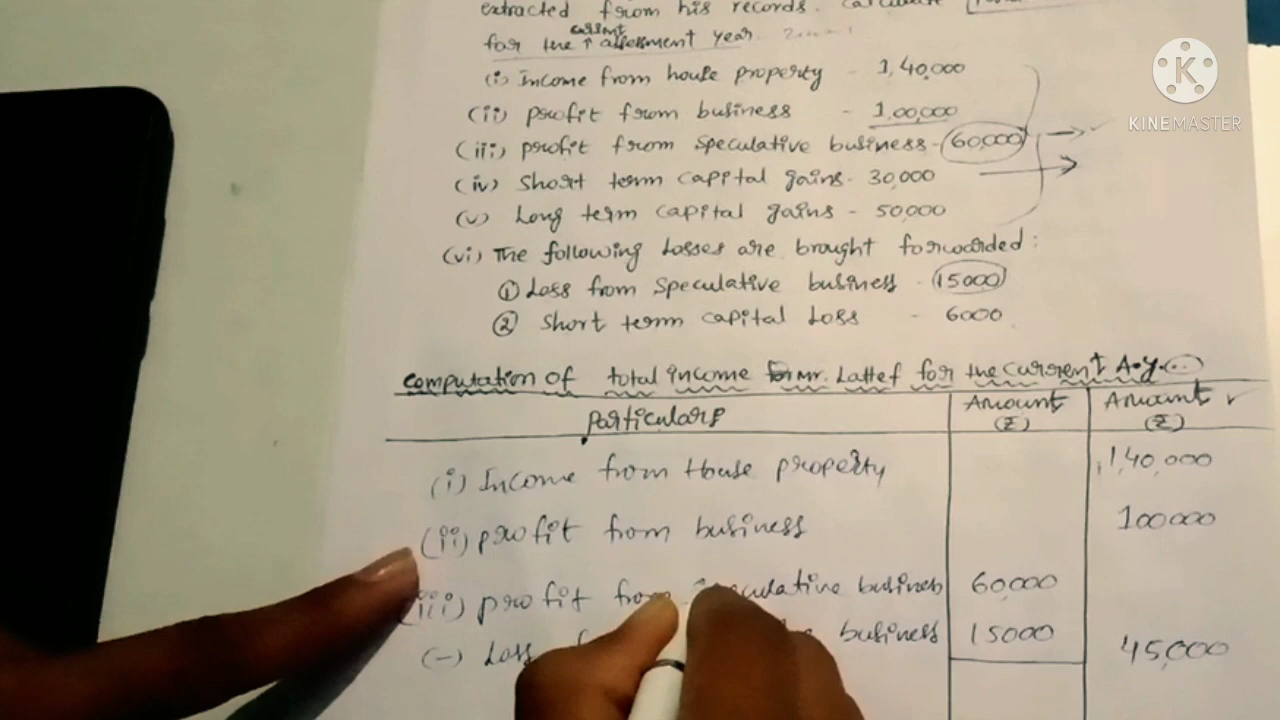 extracted from his records. Calculate
for the ↑ current assessment year.
(i) Income from house property - 1,40,000
(ii) profit from business - 1,00,000
(iii) profit from speculative business - 60,000
(iv) short term capital gains - 30,000
(v) Long term capital gains - 50,000
(vi) The following Losses are brought forwarded :
① Loss from speculative business - 15000
② short term capital Loss - 6000
Computation of total income for Mr. Lattef for the current A.y...
particulars Amount (₹) Amount (₹)
(i) Income from House property 1,40,000
(ii) profit from business 100000
(iii) profit from speculative business 60,000
(-) Loss business 15000 45,000
KINEMASTER